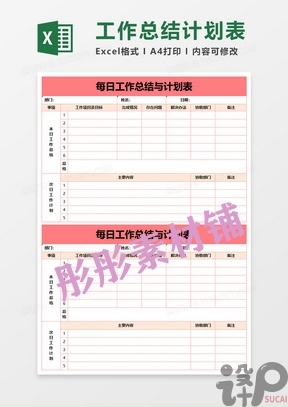 工作总结计划表
Excel格式 I A4打印 I 内容可修改
每日工作总结与计划表
部门： 姓名： 日期：
事项 工作项目及目标 完成情况 存在问题 解决办法 协助部门 备注
本日工作总结
1
2
3
4
5
6
总结
次日工作计划
主要内容 协助部门 备注
1
2
3
4
5
每日工作总结与计划表
部门：
事项 工作项目及目标 完成情况 存在问题 解决办法 协助部门 备注
本日工作总结
1
2
3
4
5
6
总结
次日工作计划
主要内容 协助部门 备注
1
2
3
4
5
彤彤素材铺
设计
SUCAI